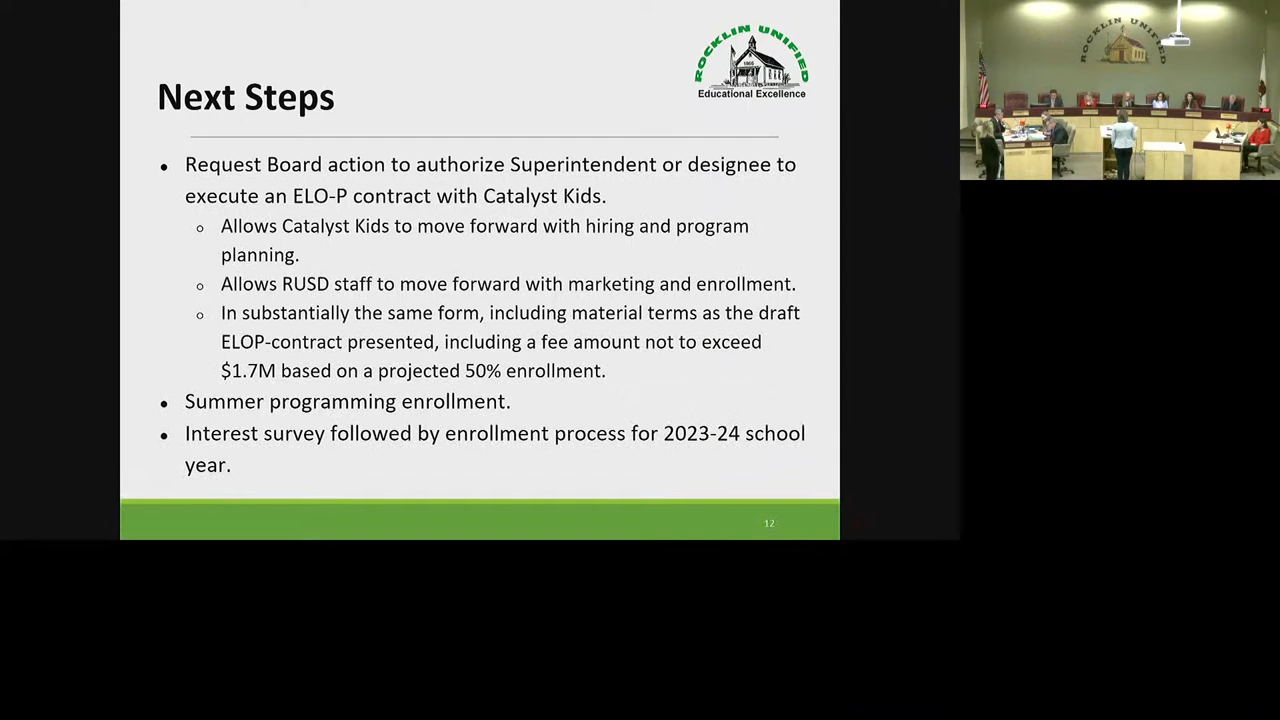 ROCKLIN UNIFIED
1866
Educational Excellence
Next Steps
• Request Board action to authorize Superintendent or designee to
execute an ELO-P contract with Catalyst Kids.
○ Allows Catalyst Kids to move forward with hiring and program
planning.
○ Allows RUSD staff to move forward with marketing and enrollment.
○ In substantially the same form, including material terms as the draft
ELOP-contract presented, including a fee amount not to exceed
$1.7M based on a projected 50% enrollment.
• Summer programming enrollment.
• Interest survey followed by enrollment process for 2023-24 school
year.
12
ROCKLIN UNIFIED